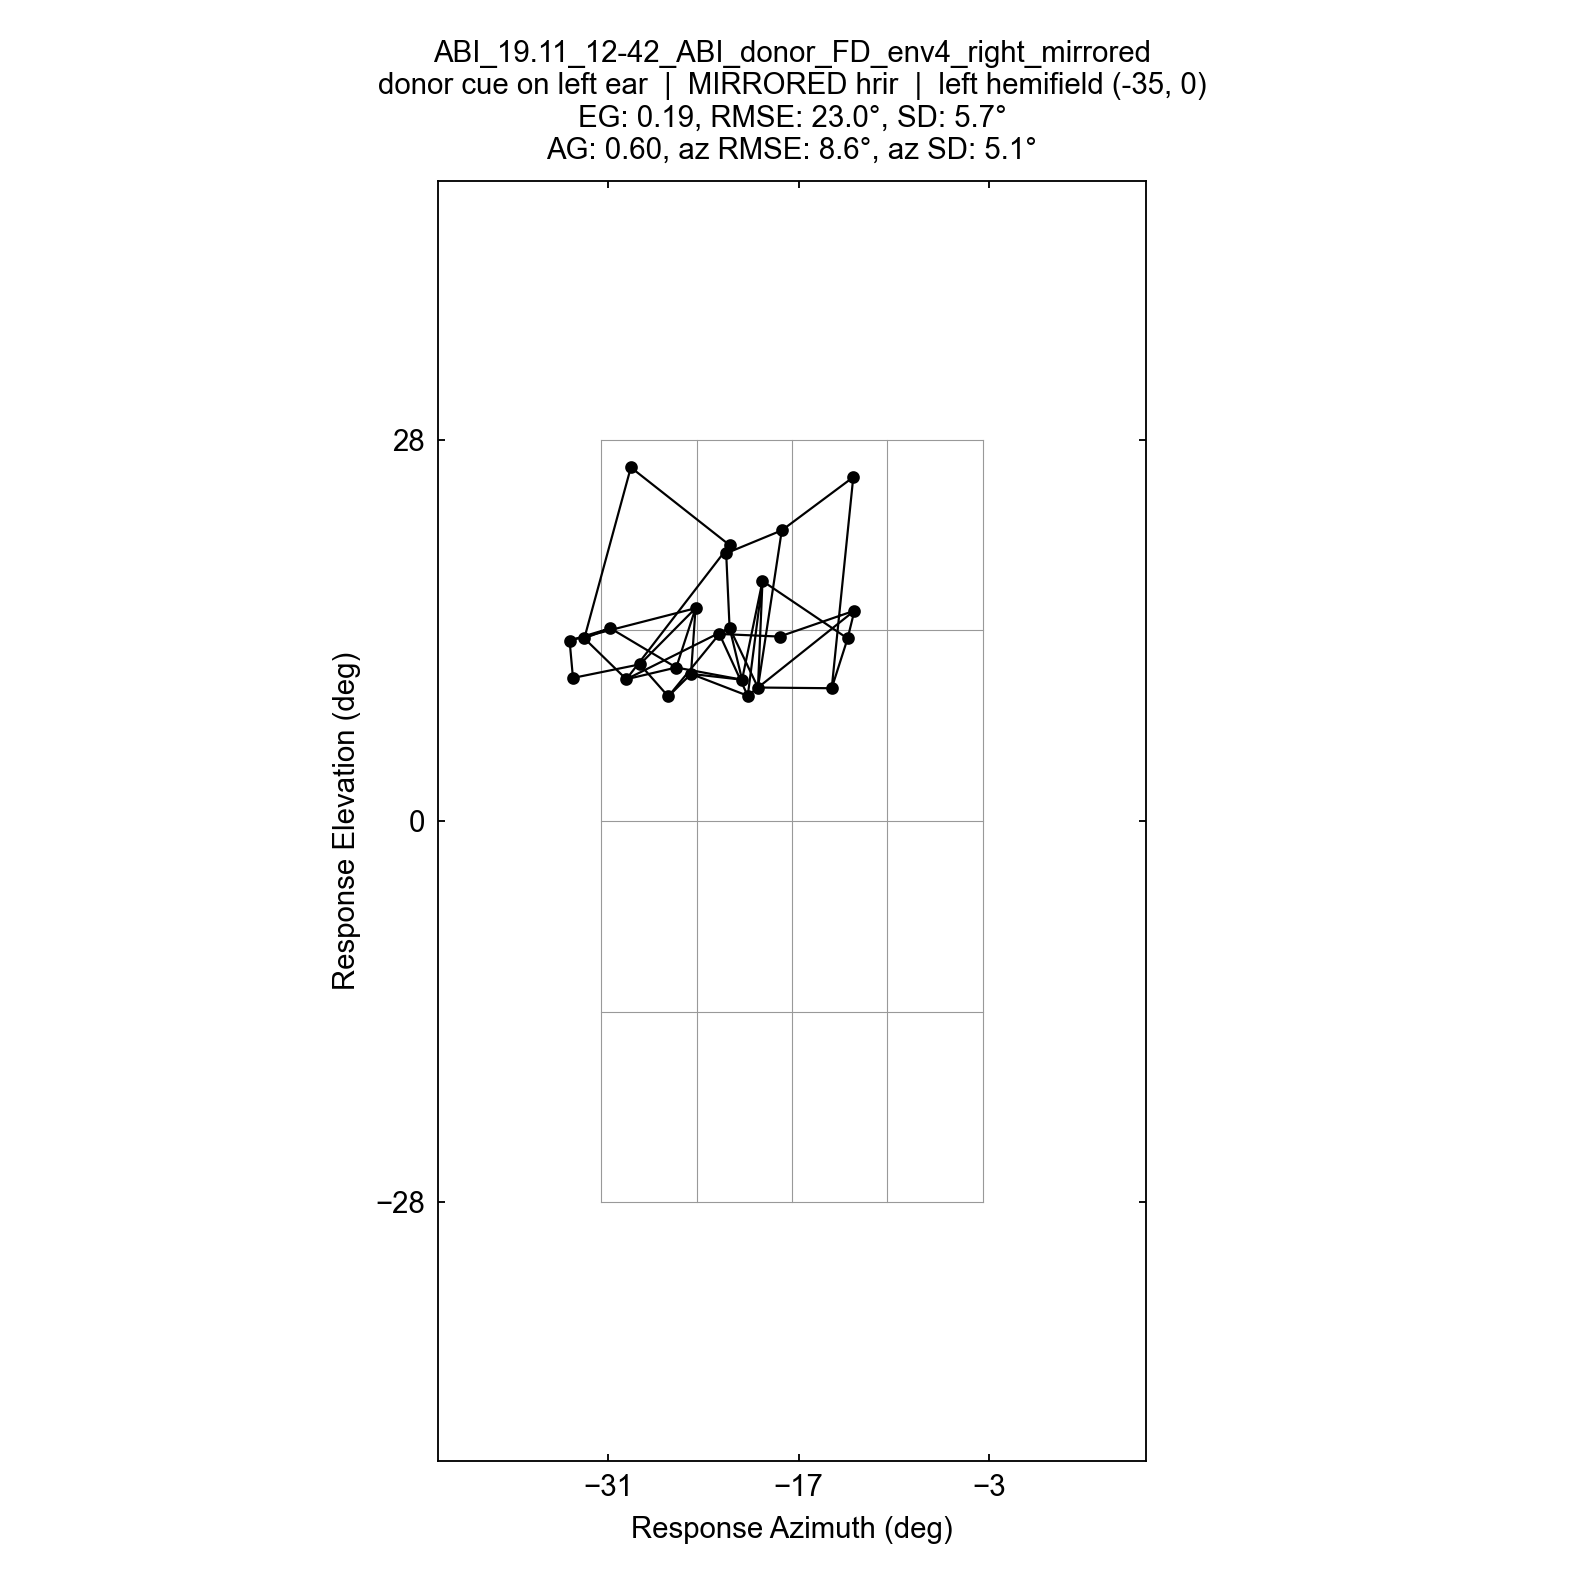 ABI_19.11_12-42_ABI_donor_FD_env4_right_mirrored
donor cue on left ear | MIRRORED hrir | left hemifield (-35, 0)
EG: 0.19, RMSE: 23.0°, SD: 5.7°
AG: 0.60, az RMSE: 8.6°, az SD: 5.1°
28
0
−28
Response Elevation (deg)
−31
−17
−3
Response Azimuth (deg)